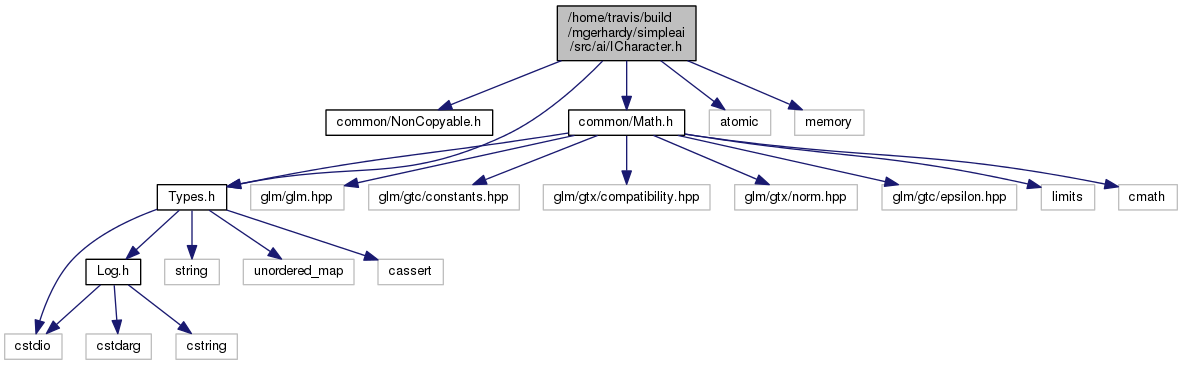 /home/travis/build
/mgerhardy/simpleai
/src/ai/ICharacter.h
common/NonCopyable.h
common/Math.h
atomic
memory
Types.h
glm/glm.hpp
glm/gtc/constants.hpp
glm/gtx/compatibility.hpp
glm/gtx/norm.hpp
glm/gtc/epsilon.hpp
limits
cmath
Log.h
string
unordered_map
cassert
cstdio
cstdarg
cstring